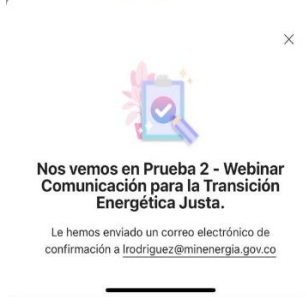 Nos vemos en Prueba 2 - Webinar
Comunicación para la Transición
Energética Justa.
Le hemos enviado un correo electrónico de
confirmación a lrodriguez@minenergia.gov.co